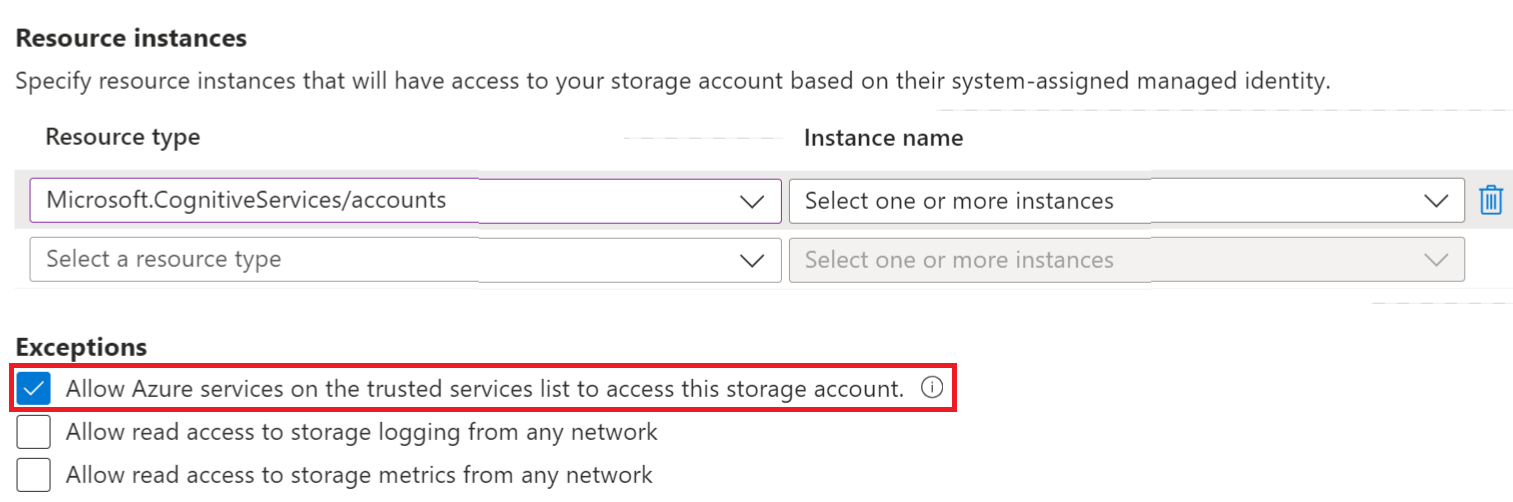 Resource instances
Specify resource instances that will have access to your storage account based on their system-assigned managed identity.
Resource type Instance name
Microsoft.CognitiveServices/accounts Select one or more instances
Select a resource type Select one or more instances
Exceptions
Allow Azure services on the trusted services list to access this storage account.
Allow read access to storage logging from any network
Allow read access to storage metrics from any network